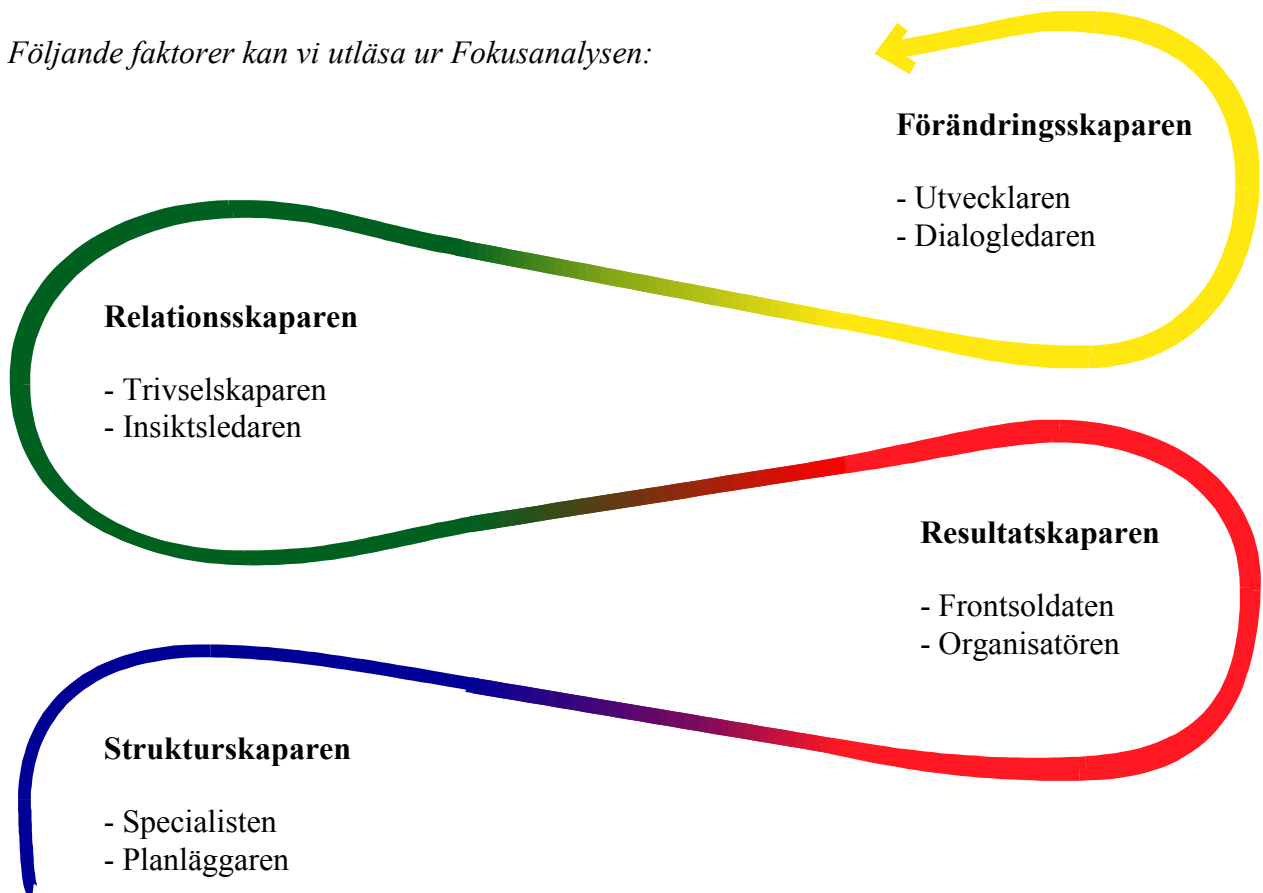 Följande faktorer kan vi utläsa ur Fokusanalysen:
Förändringsskaparen
- Utvecklaren
- Dialogledaren
Relationsskaparen
- Trivselskaparen
- Insiktsledaren
Resultatskaparen
- Frontsoldaten
- Organisatören
Strukturskaparen
- Specialisten
- Planläggaren